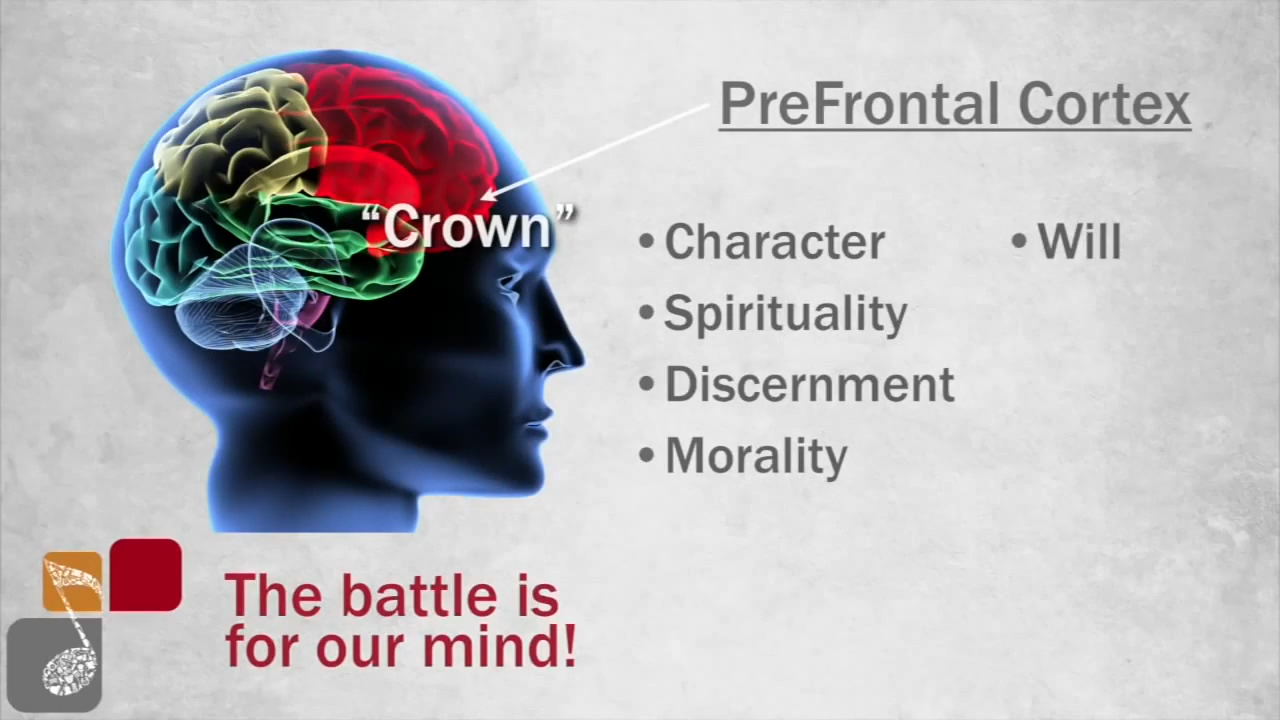 PreFrontal Cortex
“Crown”
• Character
• Spirituality
• Discernment
• Morality
• Will
The battle is
for our mind!